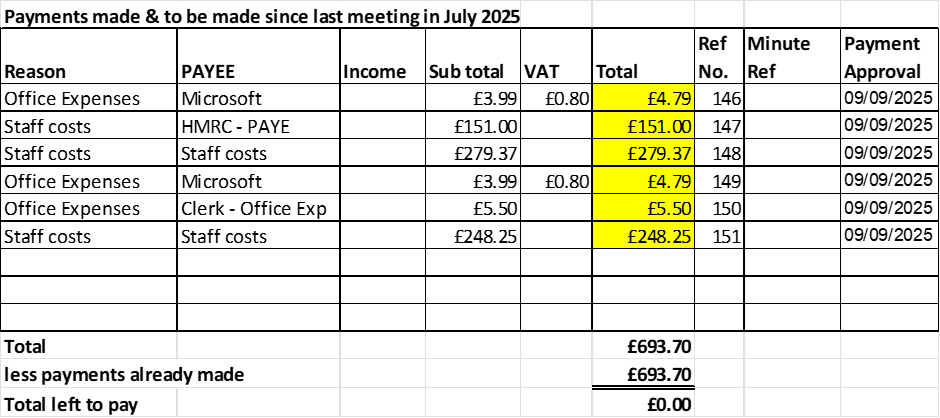 Payments made & to be made since last meeting in July 2025
Reason PAYEE Income Sub total VAT Total Ref No. Minute Ref Payment Approval
Office Expenses Microsoft £3.99 £0.80 £4.79 146 09/09/2025
Staff costs HMRC - PAYE £151.00 £151.00 147 09/09/2025
Staff costs Staff costs £279.37 £279.37 148 09/09/2025
Office Expenses Microsoft £3.99 £0.80 £4.79 149 09/09/2025
Office Expenses Clerk - Office Exp £5.50 £5.50 150 09/09/2025
Staff costs Staff costs £248.25 £248.25 151 09/09/2025
Total £693.70
less payments already made £693.70
Total left to pay £0.00